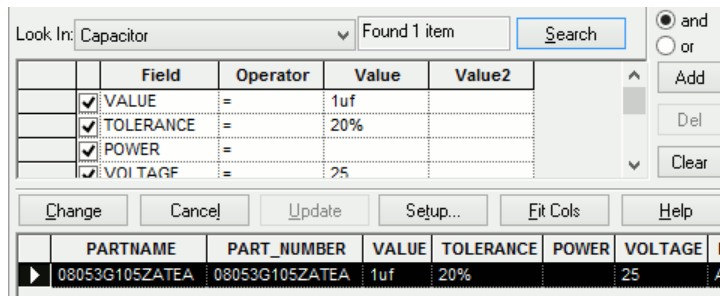 Look In: Capacitor Found 1 item Search and
or
Field Operator Value Value2 Add
VALUE = 1uf
TOLERANCE = 20% Del
POWER =
VOLTAGE = 25 Clear
Change Cancel Update Setup... Fit Cols Help
PARTNAME PART_NUMBER VALUE TOLERANCE POWER VOLTAGE
08053G105ZATEA 08053G105ZATEA 1uf 20% 25